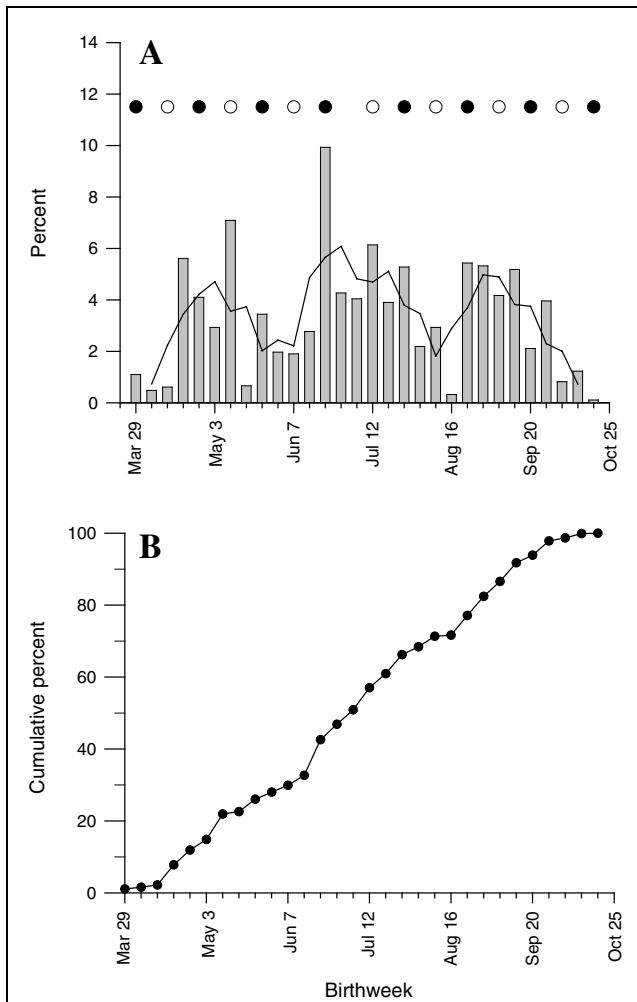 A
14
12
10
8
6
4
2
0
Percent
Mar 29
May 3
Jun 7
Jul 12
Aug 16
Sep 20
Oct 25
B
100
80
60
40
20
0
Cumulative percent
Mar 29
May 3
Jun 7
Jul 12
Aug 16
Sep 20
Oct 25
Birthweek